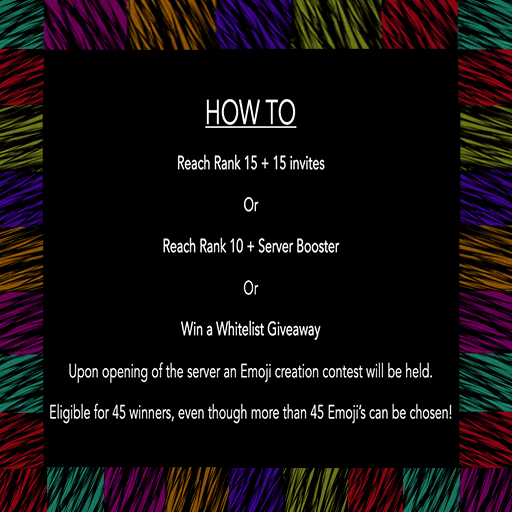 HOW TO
Reach Rank 15 + 15 invites
Or
Reach Rank 10 + Server Booster
Or
Win a Whitelist Giveaway
Upon opening of the server an Emoji creation contest will be held.
Eligible for 45 winners, even though more than 45 Emoji's can be chosen!